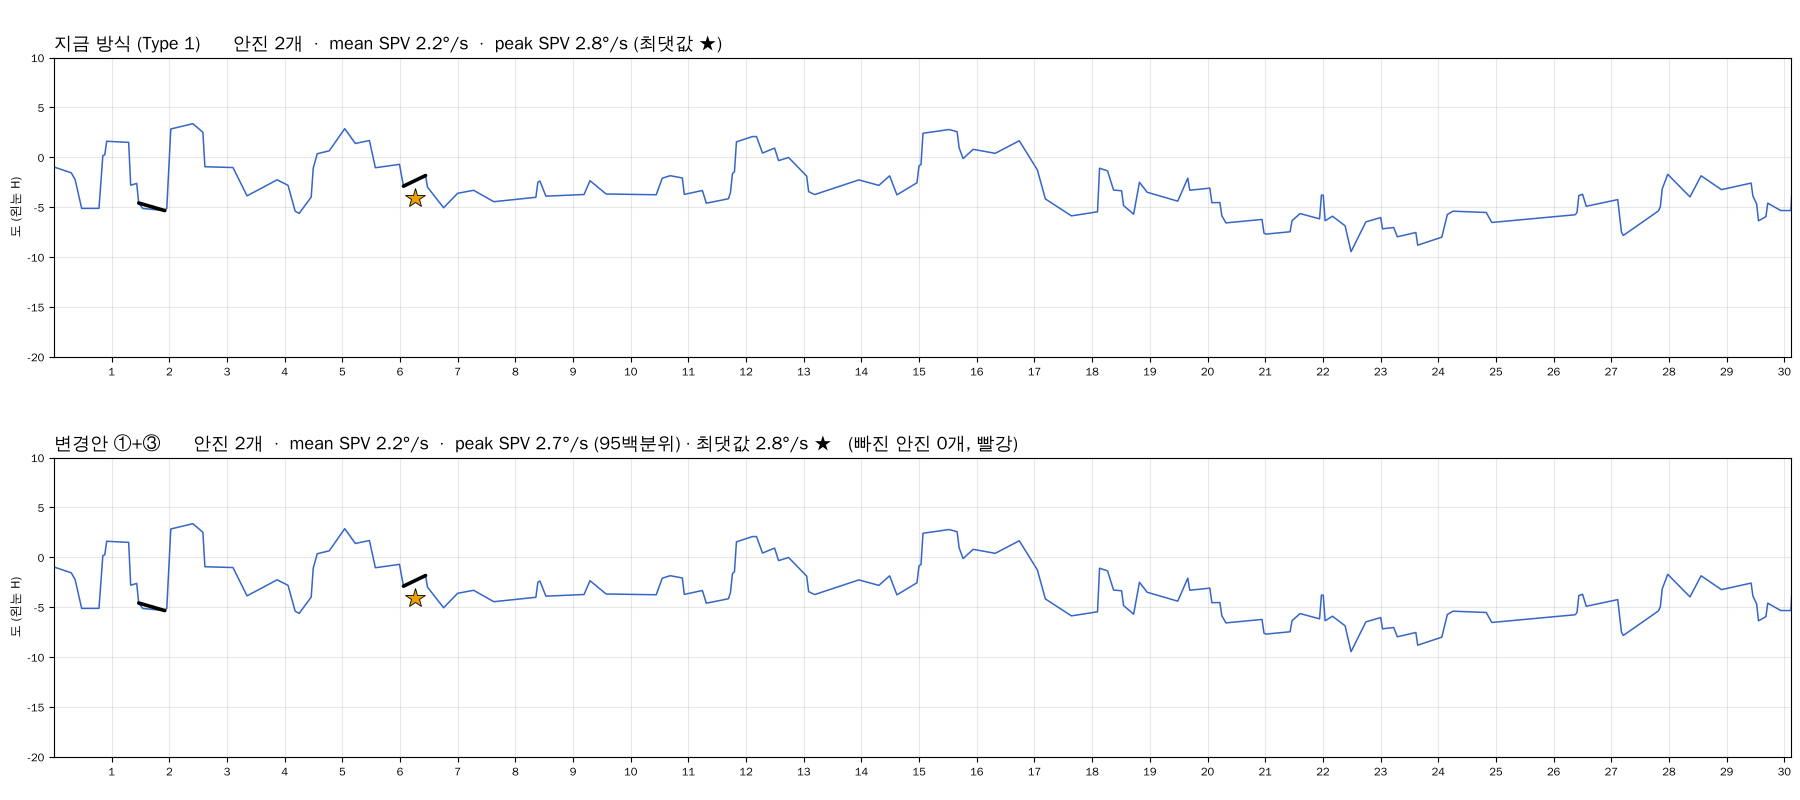 지금 방식 (Type 1) 안진 2개 · mean SPV 2.2°/s · peak SPV 2.8°/s (최댓값 ★)
10
5
0
-5
-10
-15
-20
도 (왼눈 H)
1 2 3 4 5 6 7 8 9 10 11 12 13 14 15 16 17 18 19 20 21 22 23 24 25 26 27 28 29 30
변경안 ①+③ 안진 2개 · mean SPV 2.2°/s · peak SPV 2.7°/s (95백분위) · 최댓값 2.8°/s ★ (빠진 안진 0개, 빨강)
10
5
0
-5
-10
-15
-20
도 (왼눈 H)
1 2 3 4 5 6 7 8 9 10 11 12 13 14 15 16 17 18 19 20 21 22 23 24 25 26 27 28 29 30